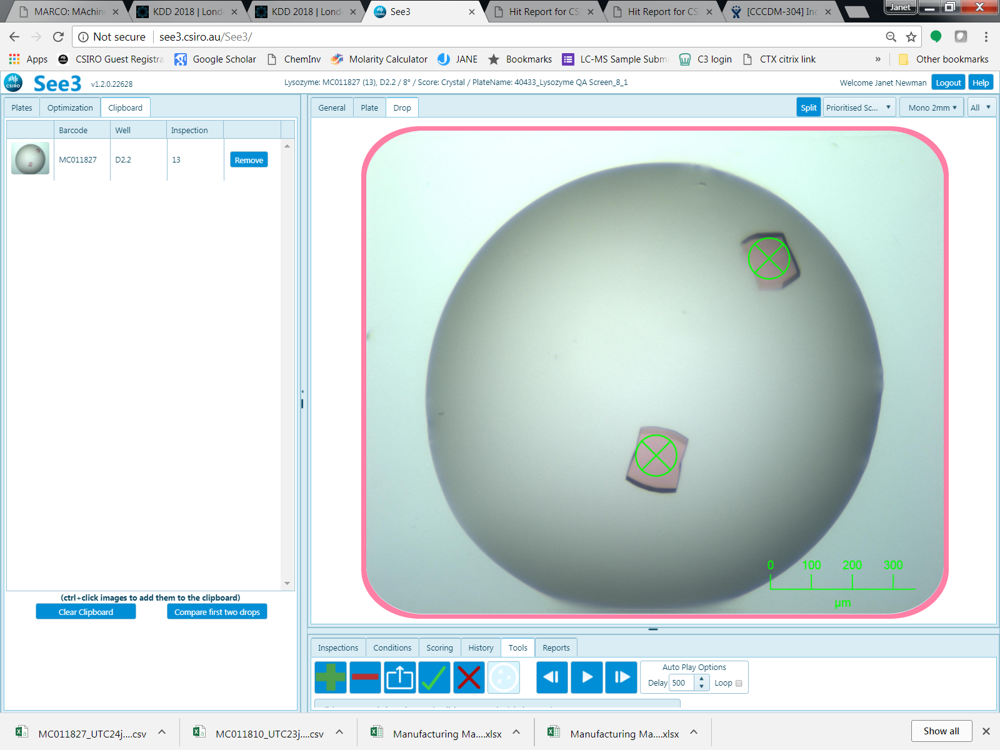 MARCO: MAchin
KDD 2018 | Lond
KDD 2018 | Lond
See3
Hit Report for CS
Hit Report for CS
[CCCDM-304] Inc
Janet
Not secure
see3.csiro.au/See3/
Apps
CSIRO Guest Registra
Google Scholar
ChemInv
Molarity Calculator
JANE
Bookmarks
LC-MS Sample Subm
C3 login
CTX citrix link
»
Other bookmarks
CSIRO
See3
v1.2.0.22628
Lysozyme: MC011827 (13), D2.2 / 8° / Score: Crystal / PlateName: 40433_Lysozyme QA Screen_8_1
Welcome Janet Newman
Logout
Help
Plates
Optimization
Clipboard
General
Plate
Drop
Split
Prioritised Sc...
Mono 2mm
All
Barcode
Well
Inspection
MC011827
D2.2
13
Remove
0
100
200
300
µm
(ctrl+click images to add them to the clipboard)
Clear Clipboard
Compare first two drops
Inspections
Conditions
Scoring
History
Tools
Reports
Auto Play Options
Delay
500
Loop
MC011827_UTC24j....csv
MC011810_UTC23j....csv
Manufacturing Ma....xlsx
Manufacturing Ma....xlsx
Show all